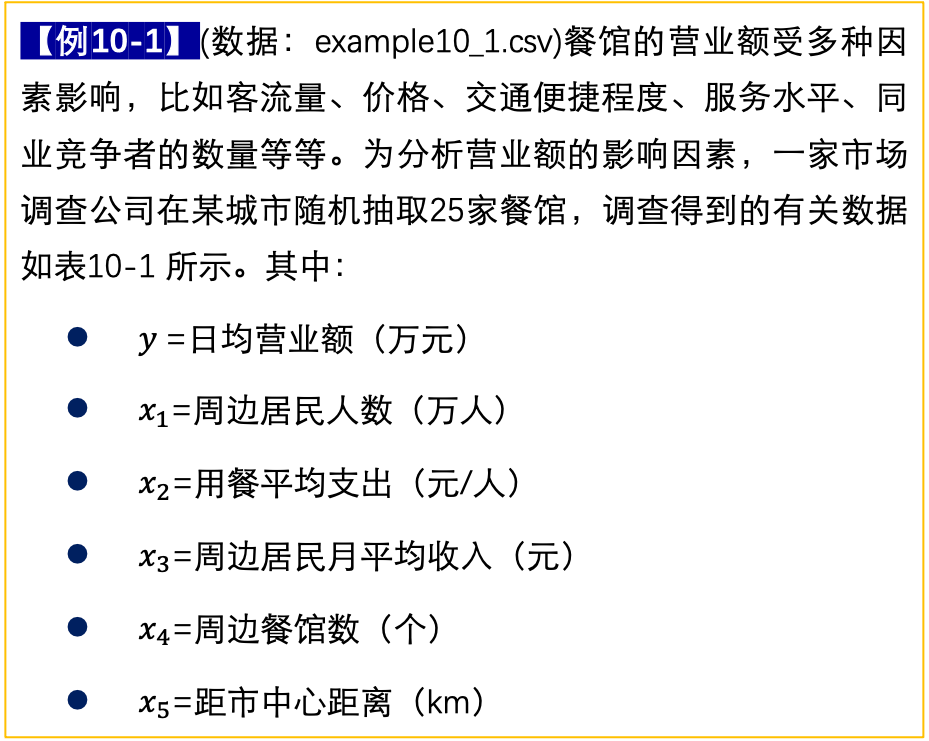 【例10-1】(数据：example10_1.csv)餐馆的营业额受多种因
素影响，比如客流量、价格、交通便捷程度、服务水平、同
业竞争者的数量等等。为分析营业额的影响因素，一家市场
调查公司在某城市随机抽取25家餐馆，调查得到的有关数据
如表10-1 所示。其中：
● y =日均营业额（万元）
● x₁=周边居民人数（万人）
● x₂=用餐平均支出（元/人）
● x₃=周边居民月平均收入（元）
● x₄=周边餐馆数（个）
● x₅=距市中心距离（km）